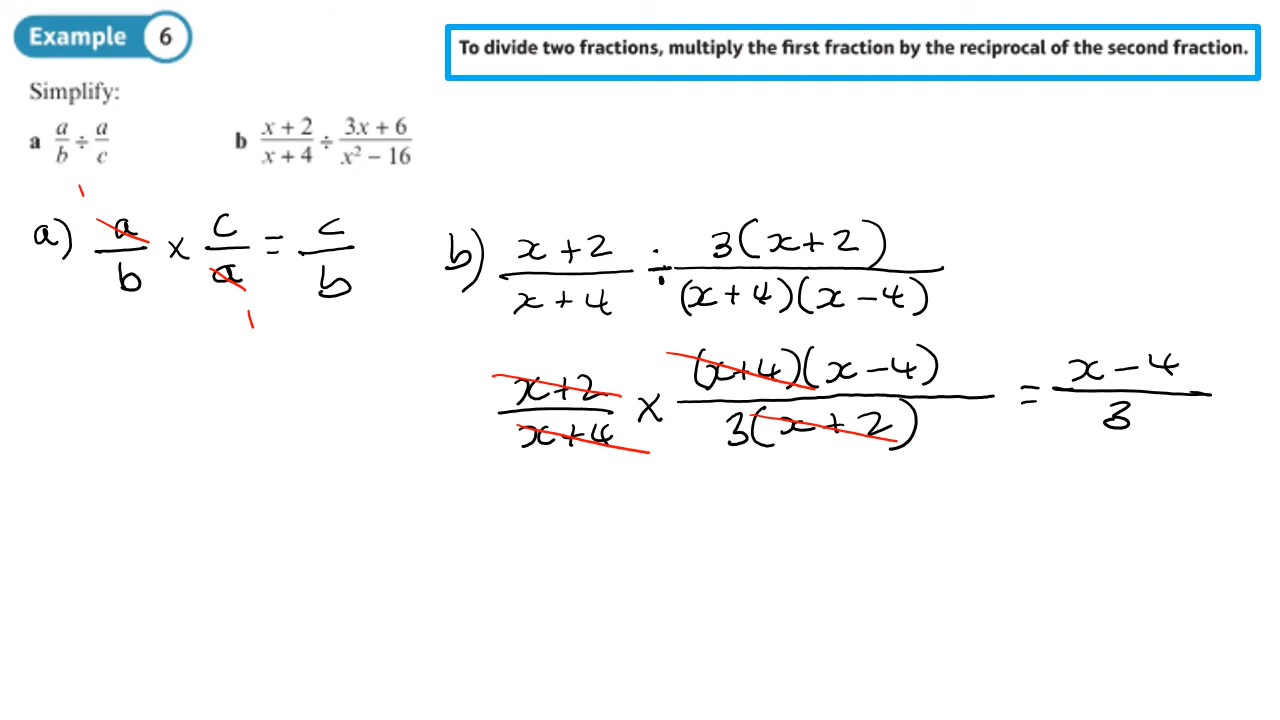 Example 6
To divide two fractions, multiply the first fraction by the reciprocal of the second fraction.
Simplify:
a a/b ÷ a/c
b (x + 2)/(x + 4) ÷ (3x + 6)/(x² − 16)
a) a/b × c/a = c/b
1
1
b) (x + 2)/(x + 4) ÷ 3(x + 2)/(x + 4)(x − 4)
(x+2)/(x+4) × (x+4)(x − 4)/3(x + 2) = (x − 4)/3